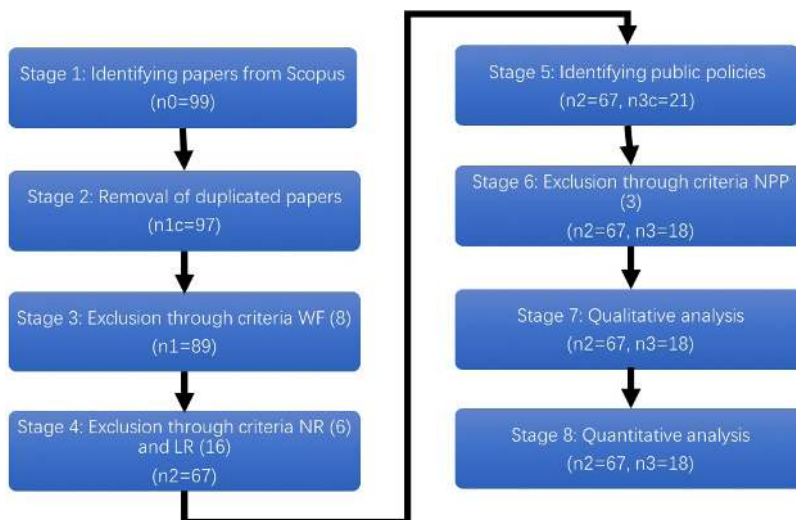 Stage 1: Identifying papers from Scopus
(n0=99)
Stage 2: Removal of duplicated papers
(n1c=97)
Stage 3: Exclusion through criteria WF (8)
(n1=89)
Stage 4: Exclusion through criteria NR (6)
and LR (16)
(n2=67)
Stage 5: Identifying public policies
(n2=67, n3c=21)
Stage 6: Exclusion through criteria NPP
(3)
(n2=67, n3=18)
Stage 7: Qualitative analysis
(n2=67, n3=18)
Stage 8: Quantitative analysis
(n2=67, n3=18)